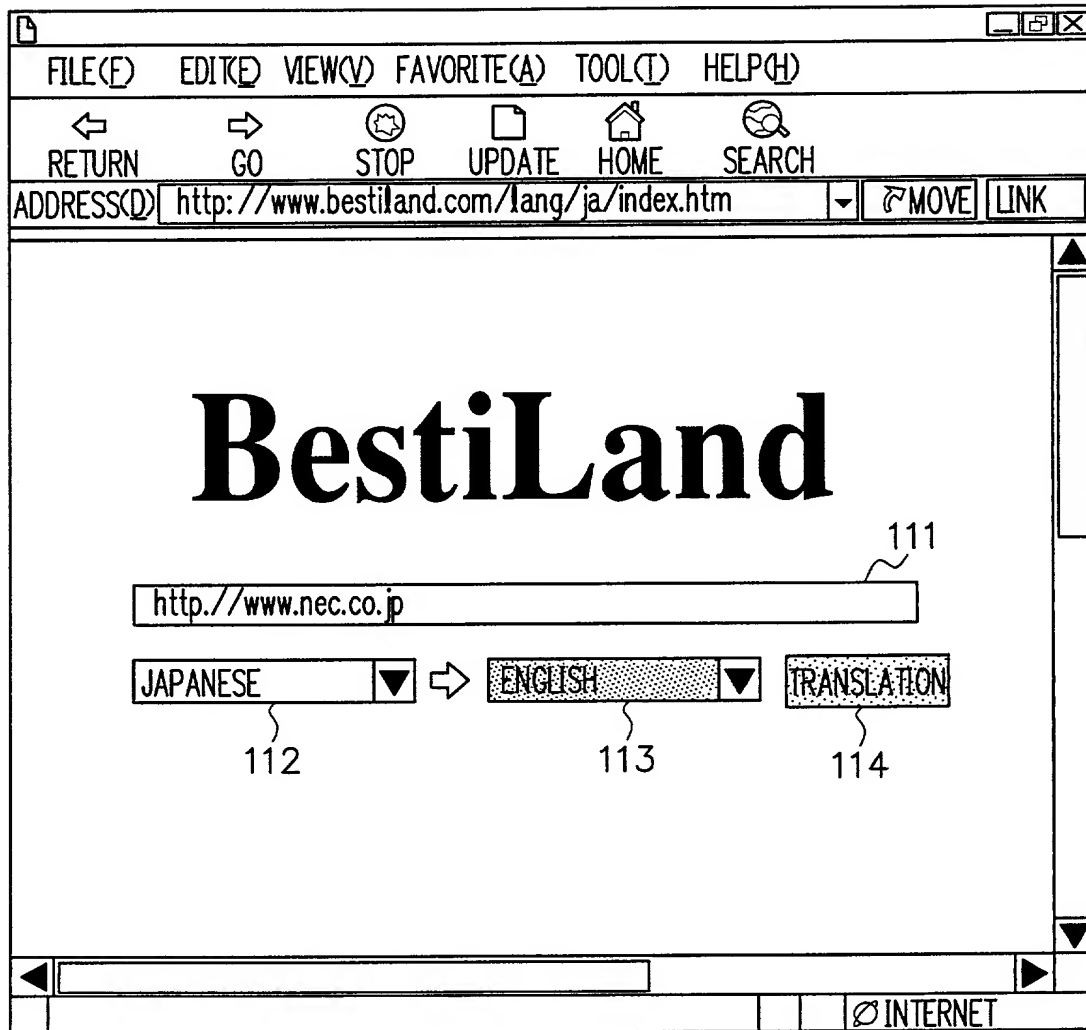 FILE(F) EDIT(E) VIEW(V) FAVORITE(A) TOOL(T) HELP(H)
RETURN GO STOP UPDATE HOME SEARCH
ADDRESS(D) http://www.bestiland.com/lang/ja/index.htm MOVE LINK
BestiLand
111
http.//www.nec.co.jp
JAPANESE ENGLISH TRANSLATION
112 113 114
INTERNET